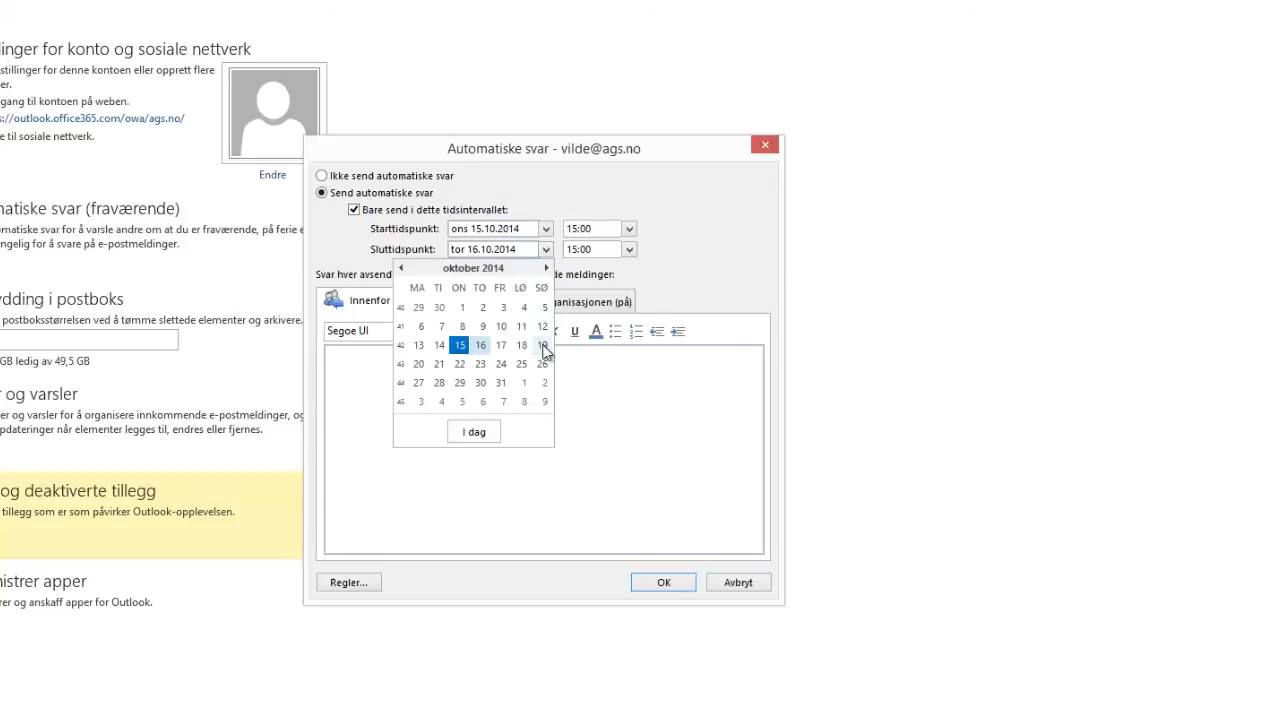 linger for konto og sosiale nettverk
stillinger for denne kontoen eller opprett flere
er.
gang til kontoen på weben.
s://outlook.office365.com/owa/ags.no/
e til sosiale nettverk.
Endre
matiske svar (fraværende)
omatiske svar for å varsle andre om at du er fraværende, på ferie e
engelig for å svare på e-postmeldinger.
ydding i postboks
postboksstørrelsen ved å tømme slettede elementer og arkivere.
GB ledig av 49,5 GB
r og varsler
er og varsler for å organisere innkommende e-postmeldinger, og
ppdateringer når elementer legges til, endres eller fjernes.
og deaktiverte tillegg
tillegg som er som påvirker Outlook-opplevelsen.
nistrer apper
rer og anskaff apper for Outlook.
Automatiske svar - vilde@ags.no
Ikke send automatiske svar
Send automatiske svar
Bare send i dette tidsintervallet:
Starttidspunkt: ons 15.10.2014 15:00
Sluttidspunkt: tor 16.10.2014 15:00
Svar hver avsend
de meldinger:
Innenfor
ganisasjonen (på)
Segoe UI
U A
oktober 2014
MA TI ON TO FR LØ SØ
40 29 30 1 2 3 4 5
41 6 7 8 9 10 11 12
42 13 14 15 16 17 18 19
43 20 21 22 23 24 25 26
44 27 28 29 30 31 1 2
45 3 4 5 6 7 8 9
I dag
Regler...
OK
Avbryt